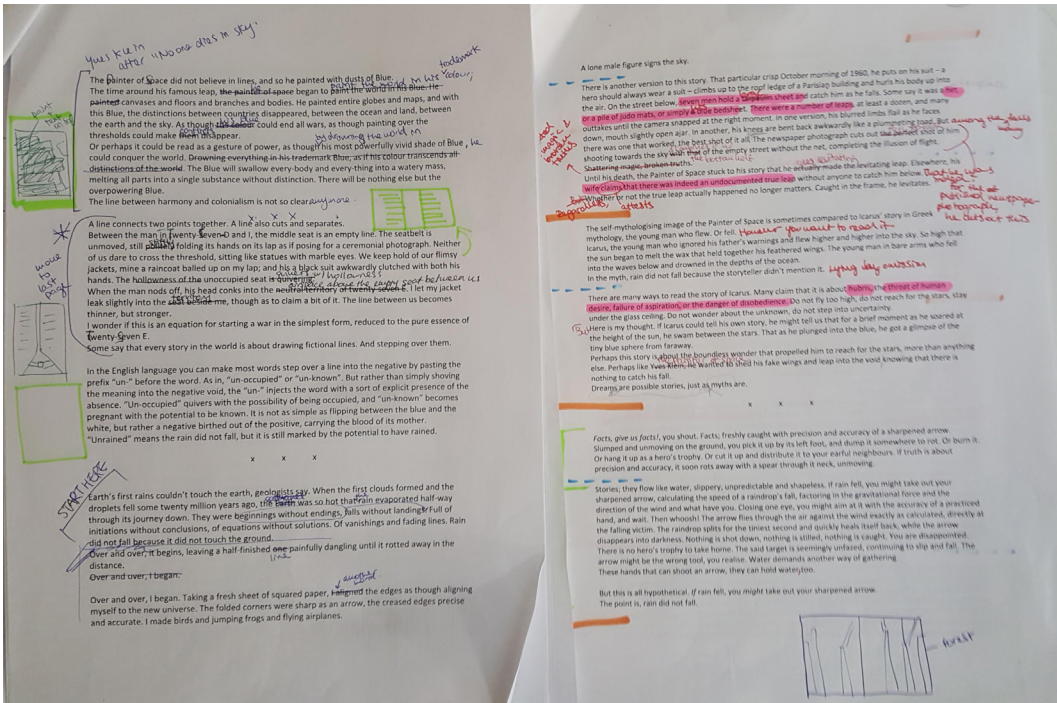 Yves Klein
after "No one dies in sky"
The Painter of Space did not believe in lines, and so he painted with dusts of Blue.
trademark
The time around his famous leap, the painter of space began to paint the world in his Blue. He
paint the world in his colour;
painted canvases and floors and branches and bodies. He painted entire globes and maps, and with
this Blue, the distinctions between countries disappeared, between the ocean and land, between
the earth and the sky. As though this colour could end all wars, as though painting over the
thresholds could make them disappear.
by drowning the world in
Or perhaps it could be read as a gesture of power, as though his most powerfully vivid shade of Blue, he
could conquer the world. Drowning everything in his trademark Blue, as if his colour transcends all
distinctions of the world. The Blue will swallow every-body and every-thing into a watery mass,
melting all parts into a single substance without distinction. There will be nothing else but the
overpowering Blue.
The line between harmony and colonialism is not so clear anymore.
x x x
move to last page
A line connects two points together. A line also cuts and separates.
Between the man in Twenty-SevenD and I, the middle seat is an empty line. The seatbelt is
unmoved, still politely folding its hands on its lap as if posing for a ceremonial photograph. Neither
of us dare to cross the threshold, sitting like statues with marble eyes. We keep hold of our flimsy
jackets, mine a raincoat balled up on my lap; and his a black suit awkwardly clutched with both his
hands. The hollowness of the unoccupied seat is quivering.
space above the empty seat between us
When the man nods off, his head conks into the neutral territory of twenty-seven E. I let my jacket
territory
leak slightly into the seat beside me, though as to claim a bit of it. The line between us becomes
thinner, but stronger.
I wonder if this is an equation for starting a war in the simplest form, reduced to the pure essence of
Twenty-Seven E.
Some say that every story in the world is about drawing fictional lines. And stepping over them.
In the English language you can make most words step over a line into the negative by pasting the
prefix "un-" before the word. As in, "un-occupied" or "un-known". But rather than simply shoving
the meaning into the negative void, the "un-" injects the word with a sort of explicit presence of the
absence. "Un-occupied" quivers with the possibility of being occupied, and "un-known" becomes
pregnant with the potential to be known. It is not as simple as flipping between the blue and the
white, but rather a negative birthed out of the positive, carrying the blood of its mother.
"Unrained" means the rain did not fall, but it is still marked by the potential to have rained.
x x x
START HERE
Earth's first rains couldn't touch the earth, geologists say. When the first clouds formed and the
droplets fell some twenty million years ago, the Earth was so hot that rain evaporated half-way
through its journey down. They were beginnings without endings, falls without landings. Full of
initiations without conclusions, of equations without solutions. Of vanishings and fading lines. Rain
did not fall because it did not touch the ground.
Over and over, it begins, leaving a half-finished one painfully dangling until it rotted away in the
line
distance.
Over and over, I began.
Over and over, I began. Taking a fresh sheet of squared paper, I aligned the edges as though aligning
myself to the new universe. The folded corners were sharp as an arrow, the creased edges precise
and accurate. I made birds and jumping frogs and flying airplanes.
A lone male figure signs the sky.
There is another version to this story. That particular crisp October morning of 1960, he puts on his suit – a
hero should always wear a suit – climbs up to the roof ledge of a Parisian building and hurls his body up into
the air. On the street below, seven men hold a tarpaulin sheet and catch him as he falls. Some say it was a net,
or a pile of judo mats, or simply a true bedsheet. There were a number of leaps, at least a dozen, and many
outtakes until the camera snapped at the right moment. In one version, his blurred limbs flail as he faces
down, mouth slightly open ajar. In another, his knees are bent backwardly like a plummeting toad. But among the fakes
there was one that worked, the best shot of it all. The newspaper photograph cuts out the perfect shot of him
shooting towards the sky with that of the empty street without the net, completing the illusion of flight.
Shattering magic, broken truths.
Until his death, the Painter of Space stuck to his story that he actually made the levitating leap. Elsewhere, his
wife claims that there was indeed an undocumented true leap without anyone to catch him below.
Whether or not the true leap actually happened no longer matters. Caught in the frame, he levitates.
The self-mythologising image of the Painter of Space is sometimes compared to Icarus' story in Greek
mythology, the young man who flew. Or fell. However you want to read it
Icarus, the young man who ignored his father's warnings and flew higher and higher into the sky. So high that
the sun began to melt the wax that held together his feathered wings. The young man in bare arms who fell
into the waves below and drowned in the depths of the ocean.
In the myth, rain did not fall because the storyteller didn't mention it. Lying by omission
There are many ways to read the story of Icarus. Many claim that it is about hubris, the threat of human
desire, failure of aspiration, or the danger of disobedience. Do not fly too high, do not reach for the stars, stay
under the glass ceiling. Do not wonder about the unknown, do not step into uncertainty.
But Here is my thought. If Icarus could tell his own story, he might tell us that for a brief moment as he soared at
the height of the sun, he swam between the stars. That as he plunged into the blue, he got a glimpse of the
tiny blue sphere from faraway.
Perhaps this story is about the boundless wonder that propelled him to reach for the stars, more than anything
else. Perhaps like Yves Klein, he wanted to shed his fake wings and leap into the void knowing that there is
nothing to catch his fall.
Dreams are possible stories, just as myths are.
x x x
Facts, give us facts!, you shout. Facts; freshly caught with precision and accuracy of a sharpened arrow.
Slumped and unmoving on the ground, you pick it up by its left foot, and dump it somewhere to rot. Or burn it.
Or hang it up as a hero's trophy. Or cut it up and distribute it to your earful neighbours. If truth is about
precision and accuracy, it soon rots away with a spear through it neck, unmoving.
Stories; they flow like water, slippery, unpredictable and shapeless. If rain fell, you might take out your
sharpened arrow, calculating the speed of a raindrop's fall, factoring in the gravitational force and the
direction of the wind and what have you. Closing one eye, you might aim at it with the accuracy of a practiced
hand, and wait. Then whoosh! The arrow flies through the air against the wind exactly as calculated, directly at
the falling victim. The raindrop splits for the tiniest second and quickly heals itself back, while the arrow
disappears into darkness. Nothing is shot down, nothing is stilled, nothing is caught. You are disappointed.
There is no hero's trophy to take home. The said target is seemingly unfazed, continuing to slip and fall. The
arrow might be the wrong tool, you realise. Water demands another way of gathering
These hands that can shoot an arrow, they can hold water, too.
But this is all hypothetical. If rain fell, you might take out your sharpened arrow.
The point is, rain did not fall.
forest